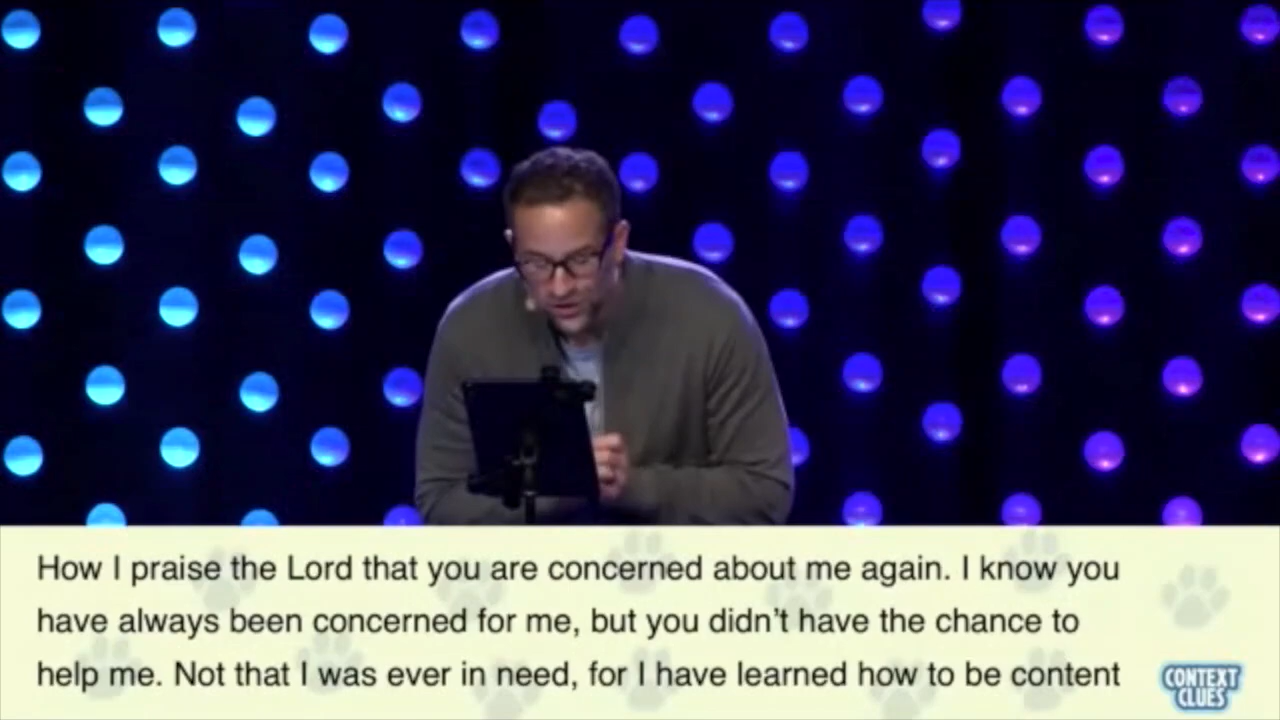 How I praise the Lord that you are concerned about me again. I know you
have always been concerned for me, but you didn’t have the chance to
help me. Not that I was ever in need, for I have learned how to be content
CONTEXT
CLUES